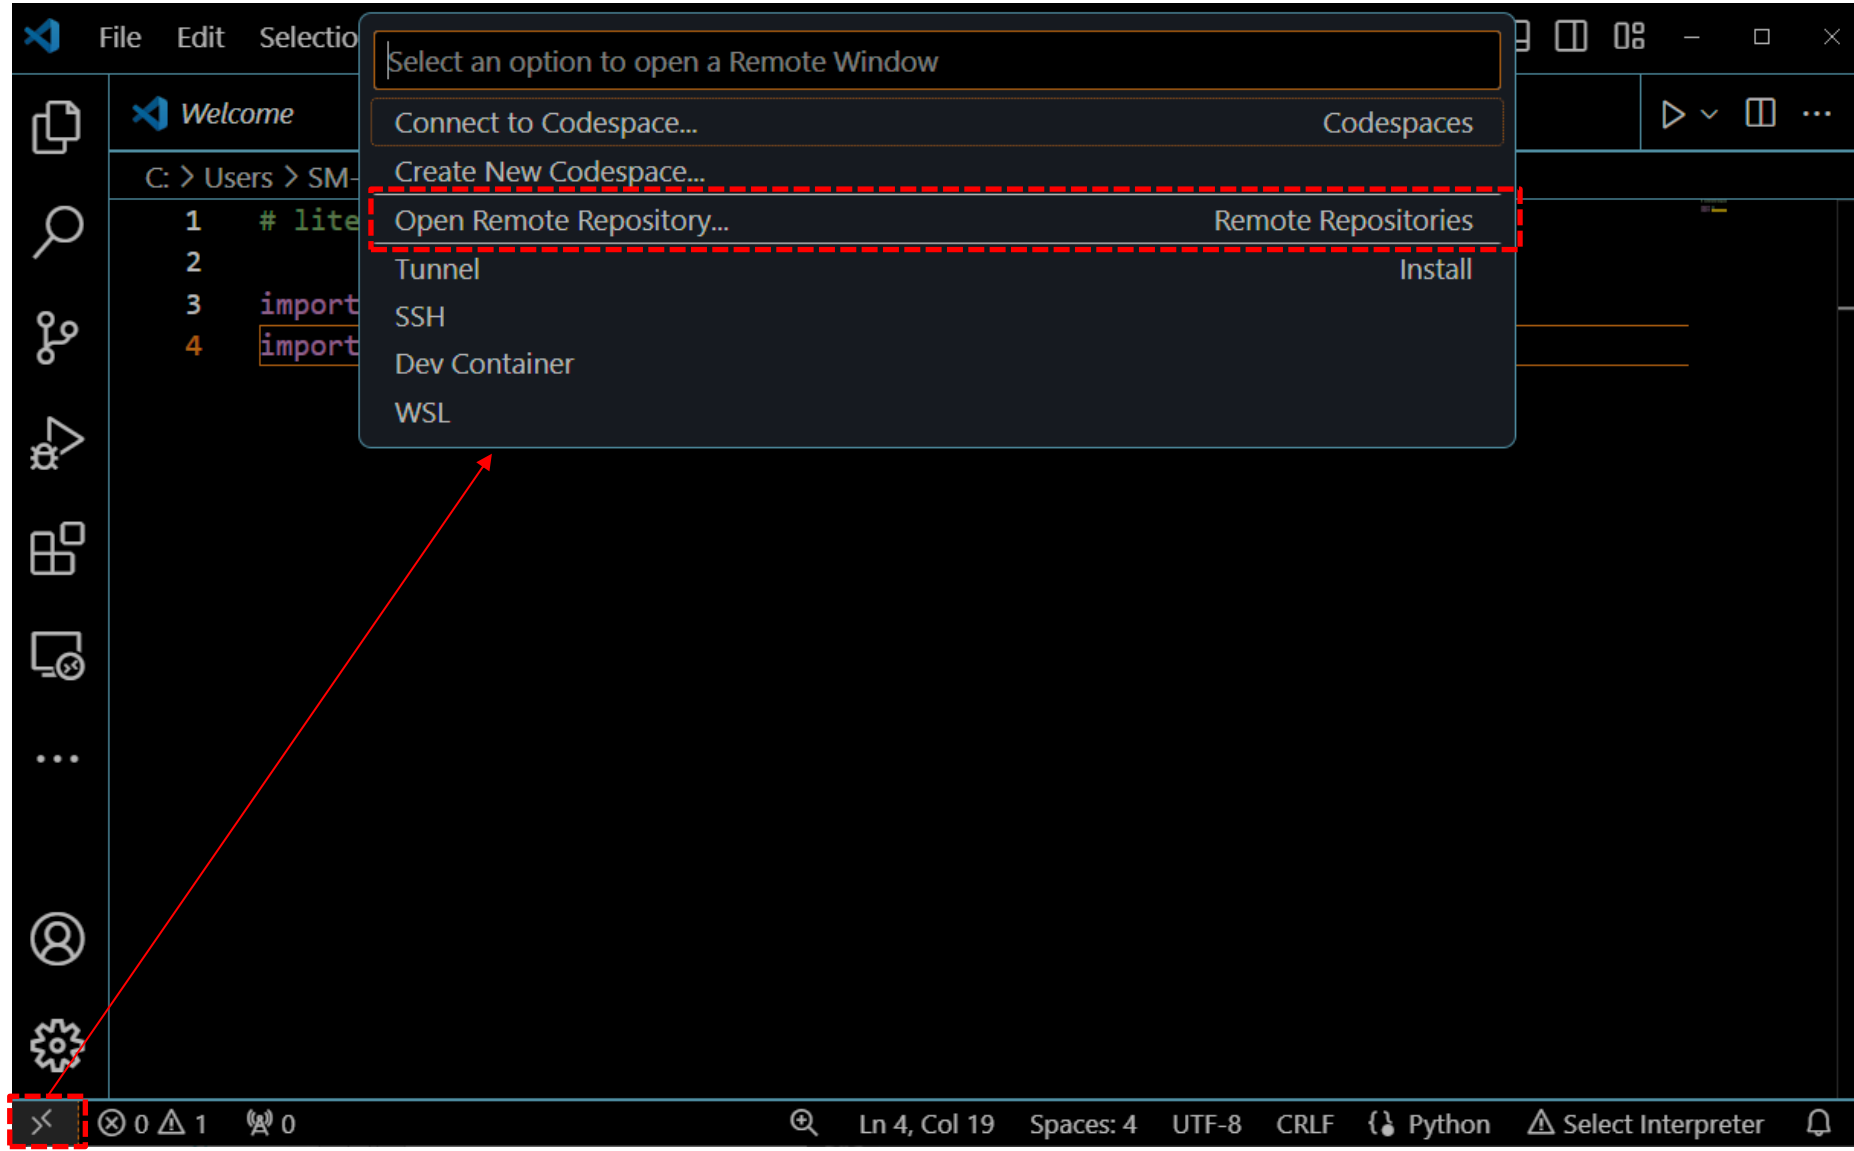 File Edit Selectio
Select an option to open a Remote Window
Welcome
Connect to Codespace... Codespaces
Create New Codespace...
C: > Users > SM-
Open Remote Repository... Remote Repositories
Tunnel Install
SSH
Dev Container
WSL
1 # lite
2
3 import
4 import
0 1 0 Ln 4, Col 19 Spaces: 4 UTF-8 CRLF Python Select Interpreter